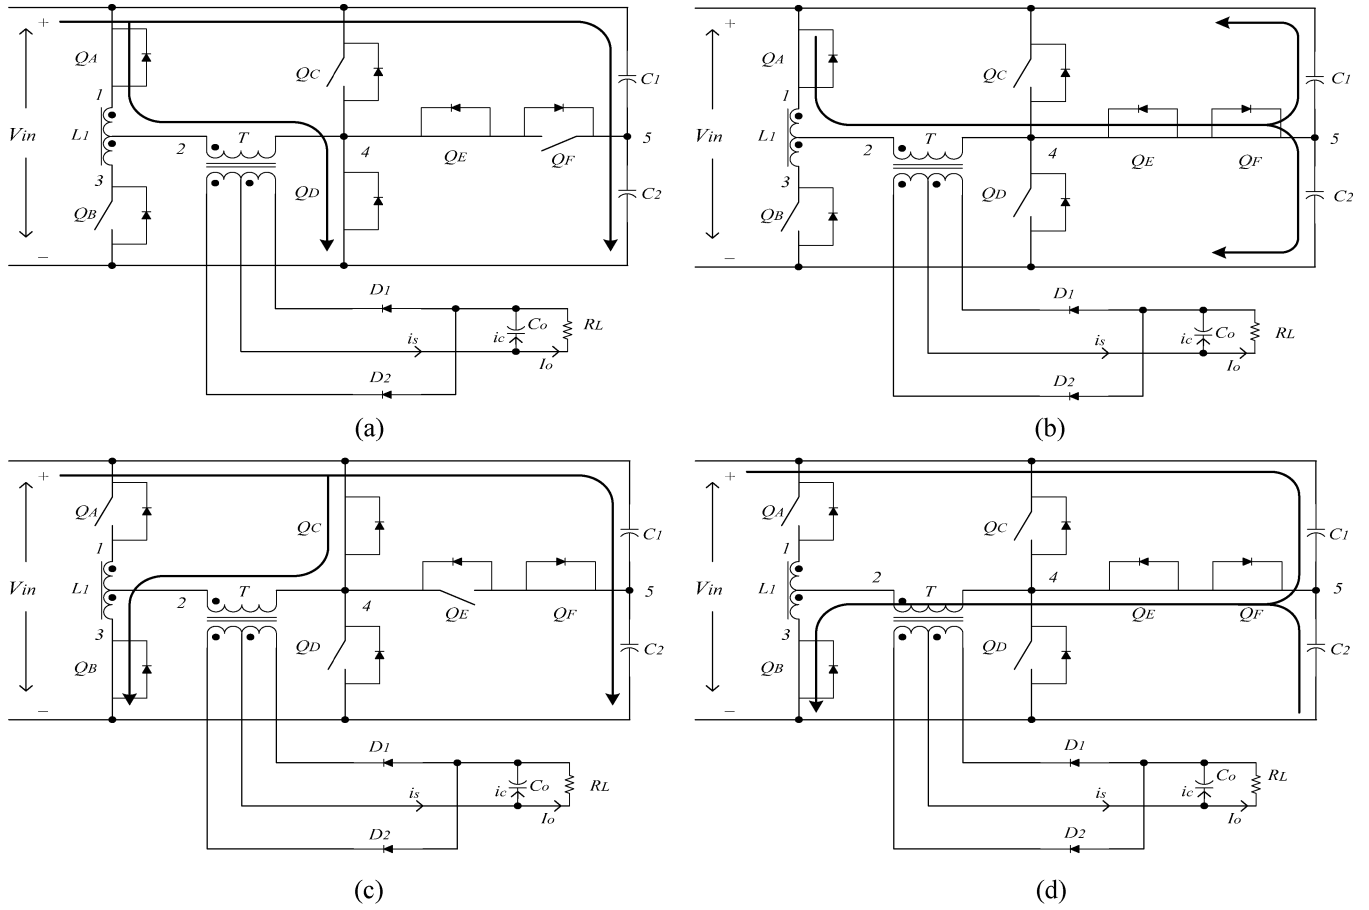 +
QA
QC
C1
1
Vin
L1
T
5
2
4
QE
QF
3
QD
C2
QB
−
D1
Co
RL
is
ic
Io
D2
(a)
+
QA
QC
C1
1
Vin
L1
T
5
2
4
QE
QF
3
QD
C2
QB
−
D1
Co
RL
is
ic
Io
D2
(b)
+
QA
QC
C1
1
Vin
L1
T
5
2
4
QE
QF
3
QD
C2
QB
−
D1
Co
RL
is
ic
Io
D2
(c)
+
QA
QC
C1
1
2
4
Vin
L1
T
5
QE
QF
3
QD
C2
QB
−
D1
Co
RL
is
ic
Io
D2
(d)